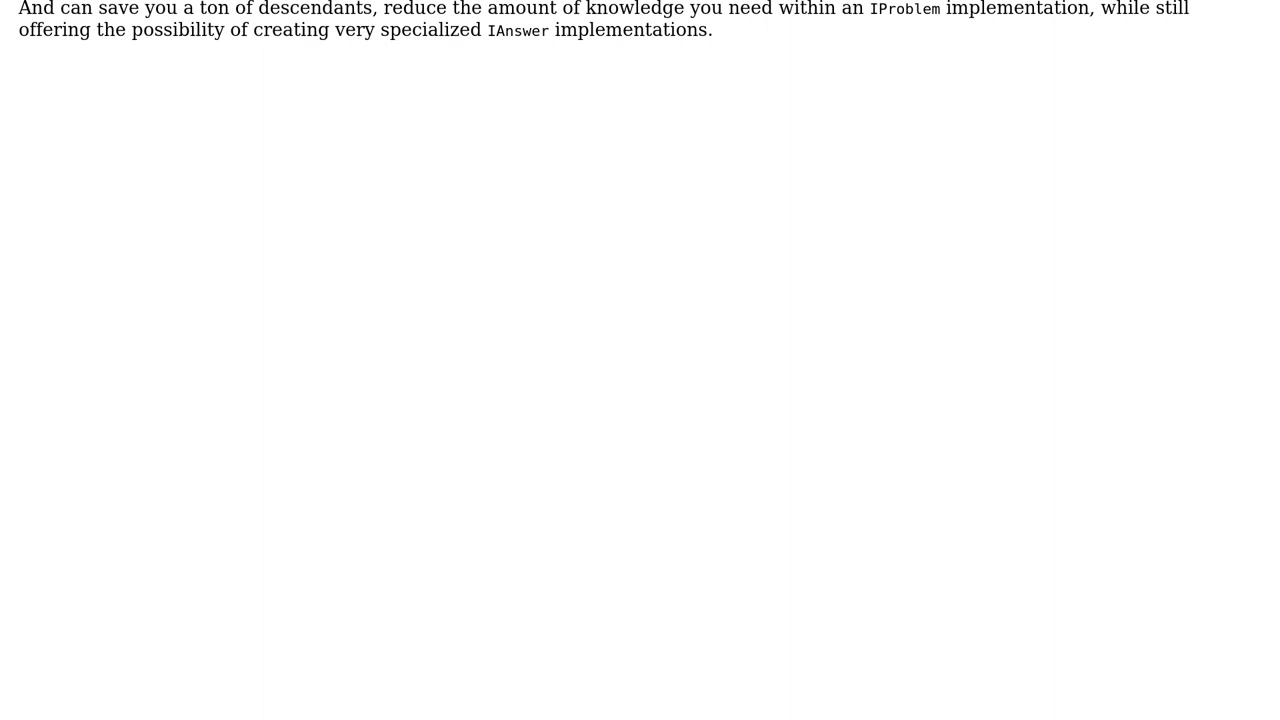 And can save you a ton of descendants, reduce the amount of knowledge you need within an IProblem implementation, while still
offering the possibility of creating very specialized IAnswer implementations.